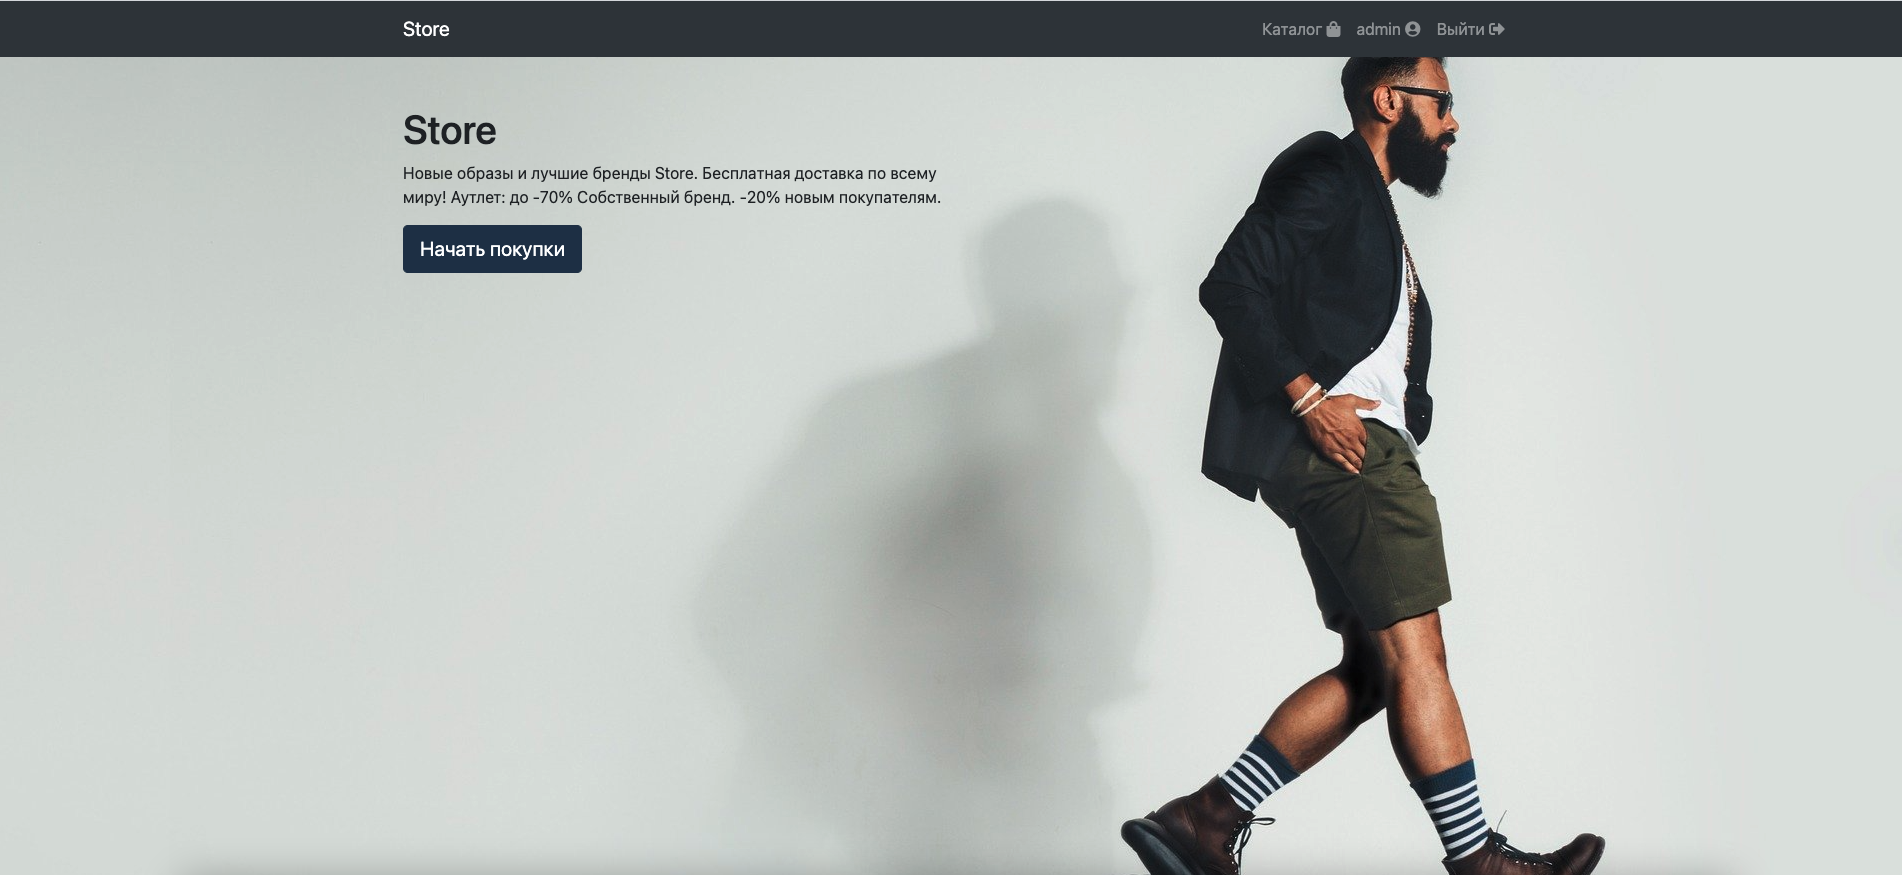 Store
Каталог admin Выйти
Store
Новые образы и лучшие бренды Store. Бесплатная доставка по всему
миру! Аутлет: до -70% Собственный бренд. -20% новым покупателям.
Начать покупки